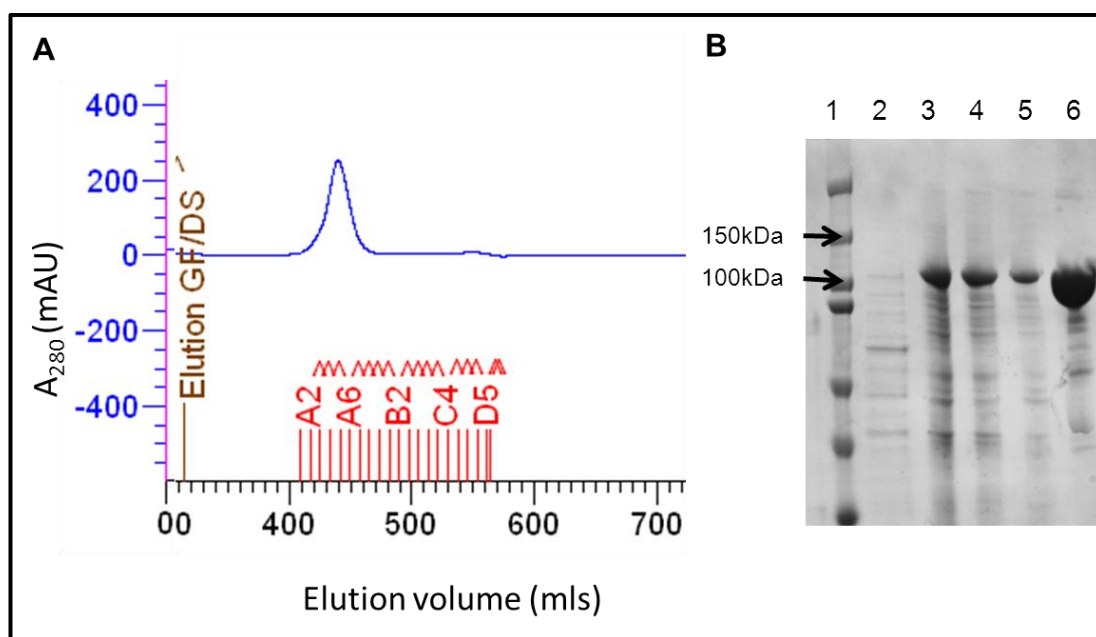 A
400
200
0
-200
-400
A280 (mAU)
Elution GF/DS
A2
A6
B2
C4
D5
00
400
500
600
700
Elution volume (mls)
B
1 2 3 4 5 6
150kDa
100kDa